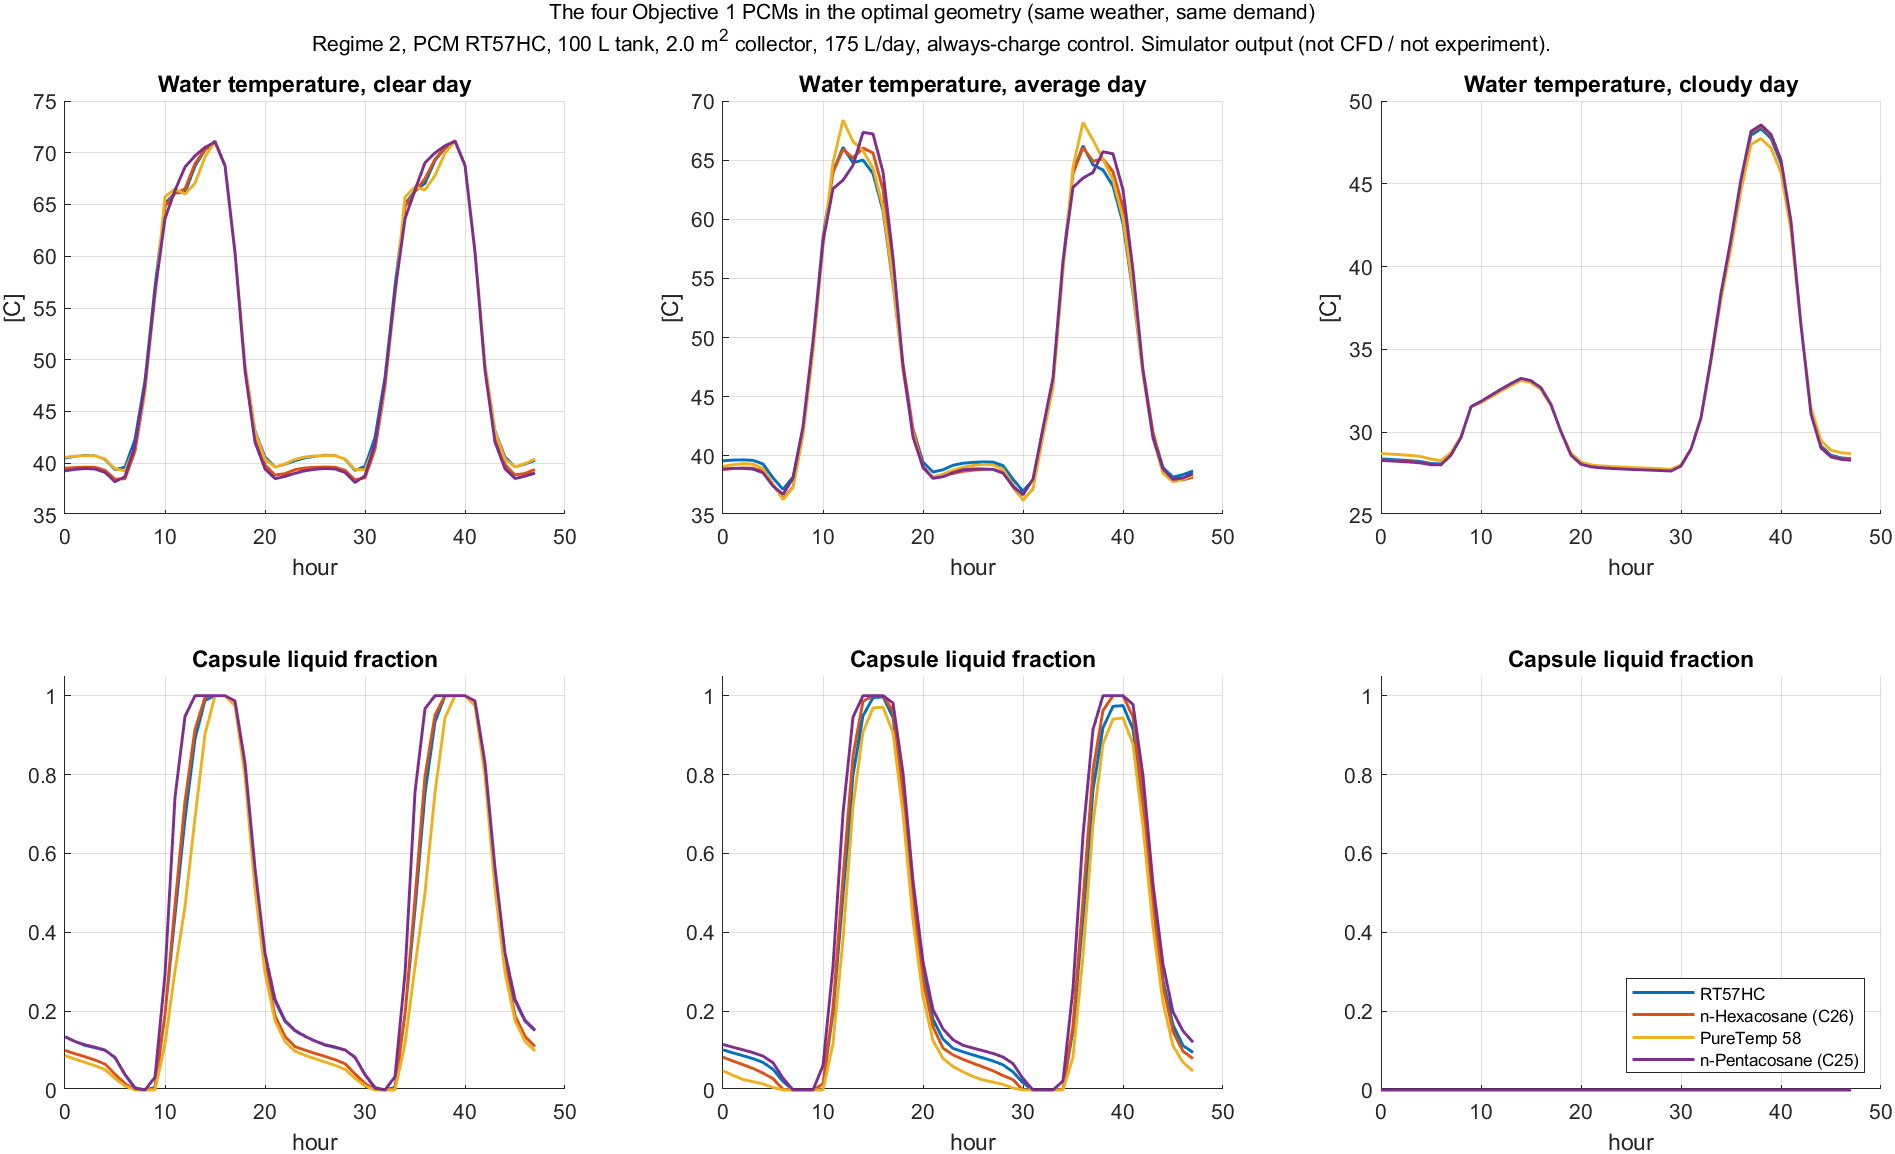 The four Objective 1 PCMs in the optimal geometry (same weather, same demand)
Regime 2, PCM RT57HC, 100 L tank, 2.0 m² collector, 175 L/day, always-charge control. Simulator output (not CFD / not experiment).
Water temperature, clear day
75
70
65
60
55
50
45
40
35
[C]
0 10 20 30 40 50
hour
Water temperature, average day
70
65
60
55
50
45
40
35
[C]
0 10 20 30 40 50
hour
Water temperature, cloudy day
50
45
40
35
30
25
[C]
0 10 20 30 40 50
hour
Capsule liquid fraction
1
0.8
0.6
0.4
0.2
0
0 10 20 30 40 50
hour
Capsule liquid fraction
1
0.8
0.6
0.4
0.2
0
0 10 20 30 40 50
hour
Capsule liquid fraction
1
0.8
0.6
0.4
0.2
0
0 10 20 30 40 50
hour
RT57HC
n-Hexacosane (C26)
PureTemp 58
n-Pentacosane (C25)